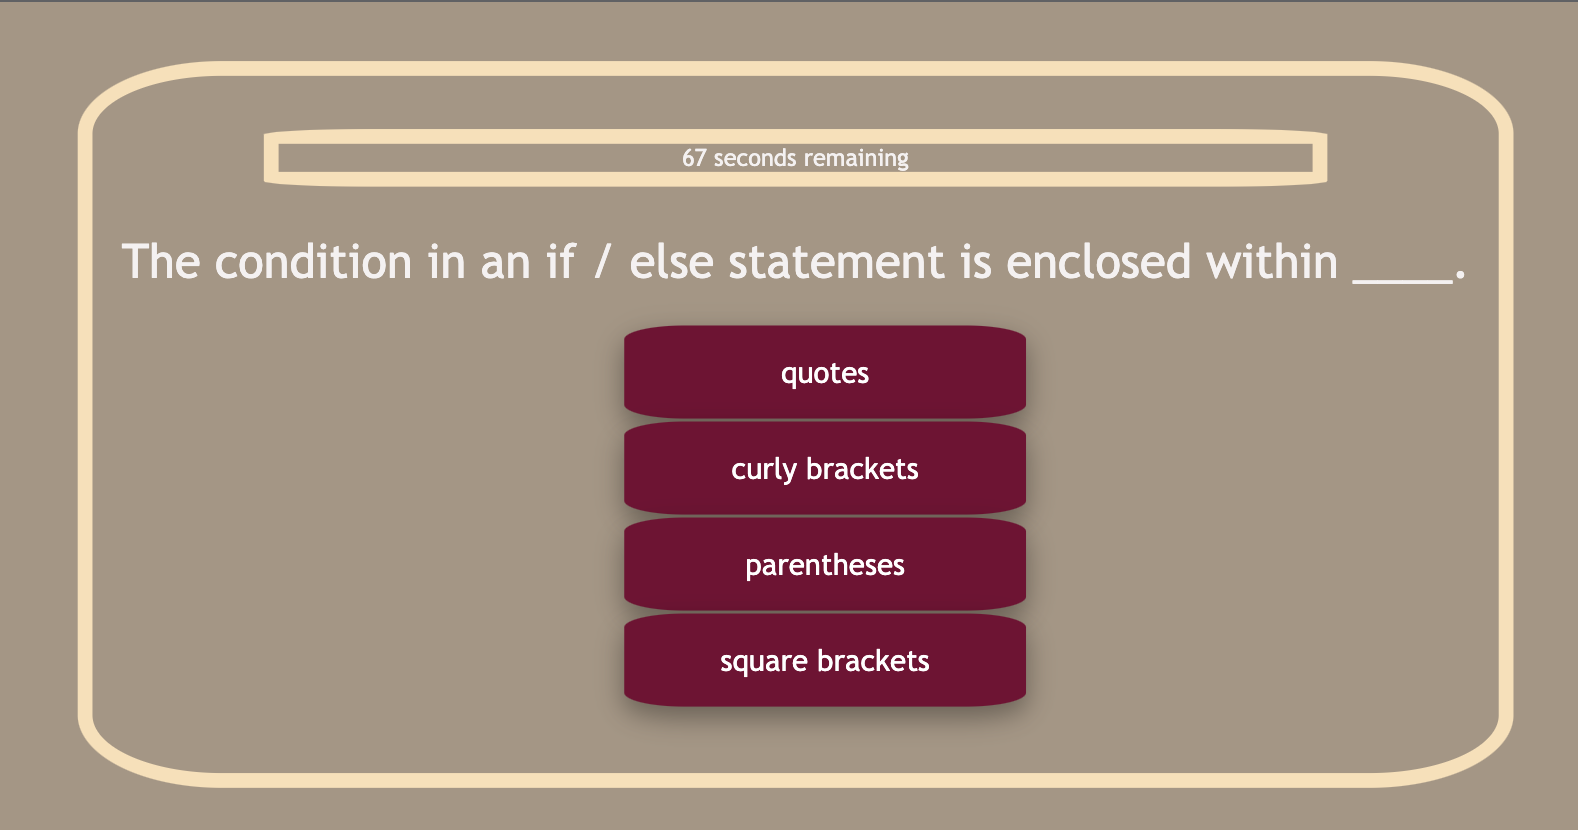 67 seconds remaining
The condition in an if / else statement is enclosed within ____.
quotes
curly brackets
parentheses
square brackets